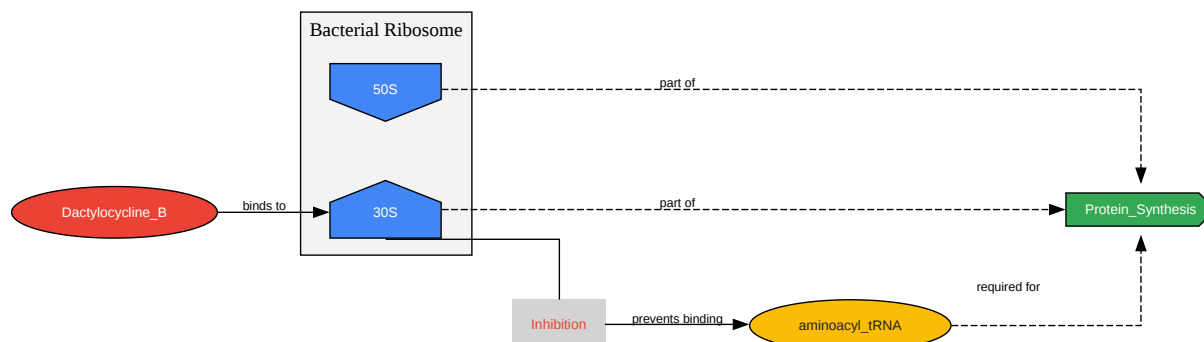 Bacterial Ribosome
50S
part of
Dactylocycline_B
binds to
30S
part of
Protein_Synthesis
required for
Inhibition
prevents binding
aminoacyl_tRNA